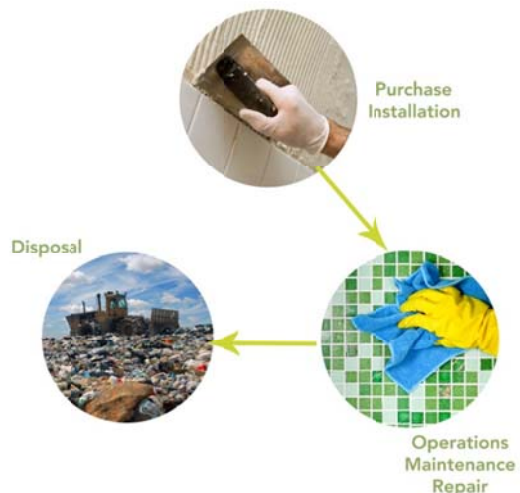 Purchase
Installation
Disposal
Operations
Maintenance
Repair